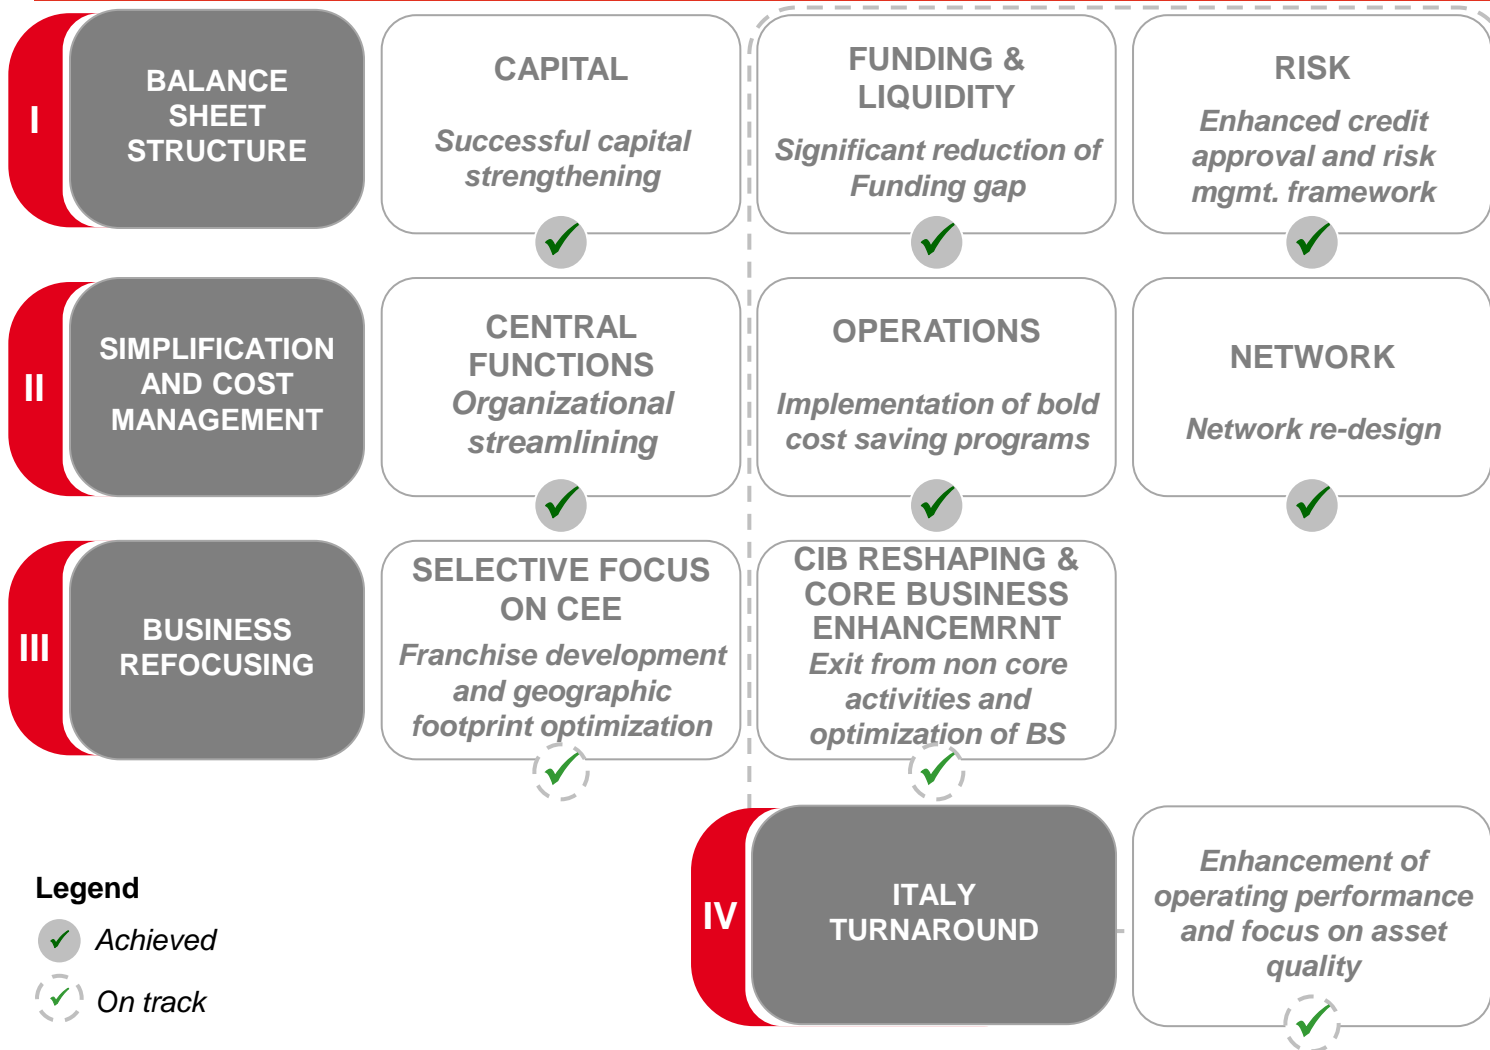 I
BALANCE
SHEET
STRUCTURE
CAPITAL
Successful capital
strengthening
FUNDING &
LIQUIDITY
Significant reduction of
Funding gap
RISK
Enhanced credit
approval and risk
mgmt. framework
II
SIMPLIFICATION
AND COST
MANAGEMENT
CENTRAL
FUNCTIONS
Organizational
streamlining
OPERATIONS
Implementation of bold
cost saving programs
NETWORK
Network re-design
III
BUSINESS
REFOCUSING
SELECTIVE FOCUS
ON CEE
Franchise development
and geographic
footprint optimization
CIB RESHAPING &
CORE BUSINESS
ENHANCEMRNT
Exit from non core
activities and
optimization of BS
IV
ITALY
TURNAROUND
Enhancement of
operating performance
and focus on asset
quality
Legend
Achieved
On track